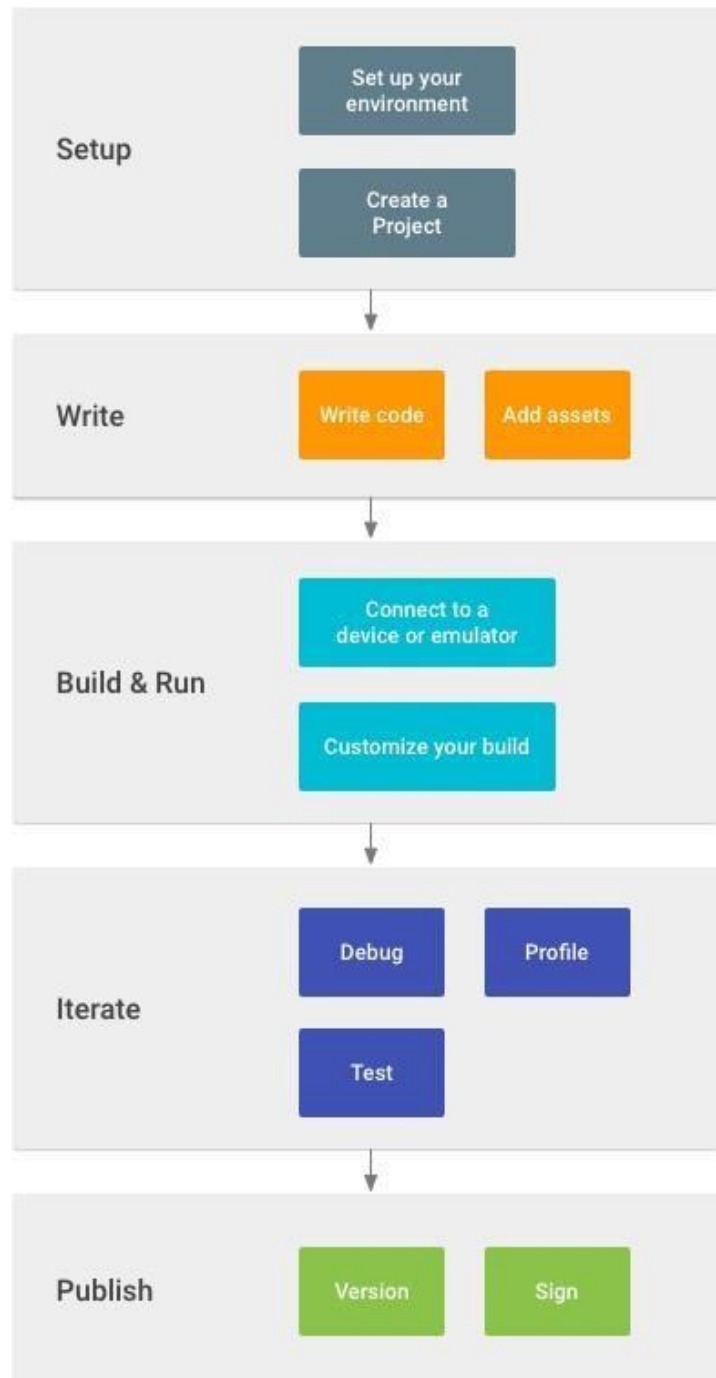 Setup
Set up your
environment
Create a
Project
Write
Write code
Add assets
Build & Run
Connect to a
device or emulator
Customize your build
Iterate
Debug
Profile
Test
Publish
Version
Sign